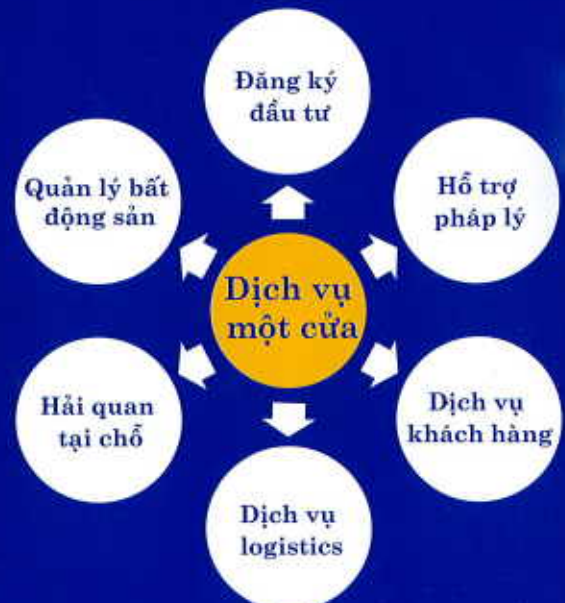 Đăng ký
đầu tư
Quản lý bất
động sản
Hỗ trợ
pháp lý
Dịch vụ
một cửa
Hải quan
tại chỗ
Dịch vụ
khách hàng
Dịch vụ
logistics